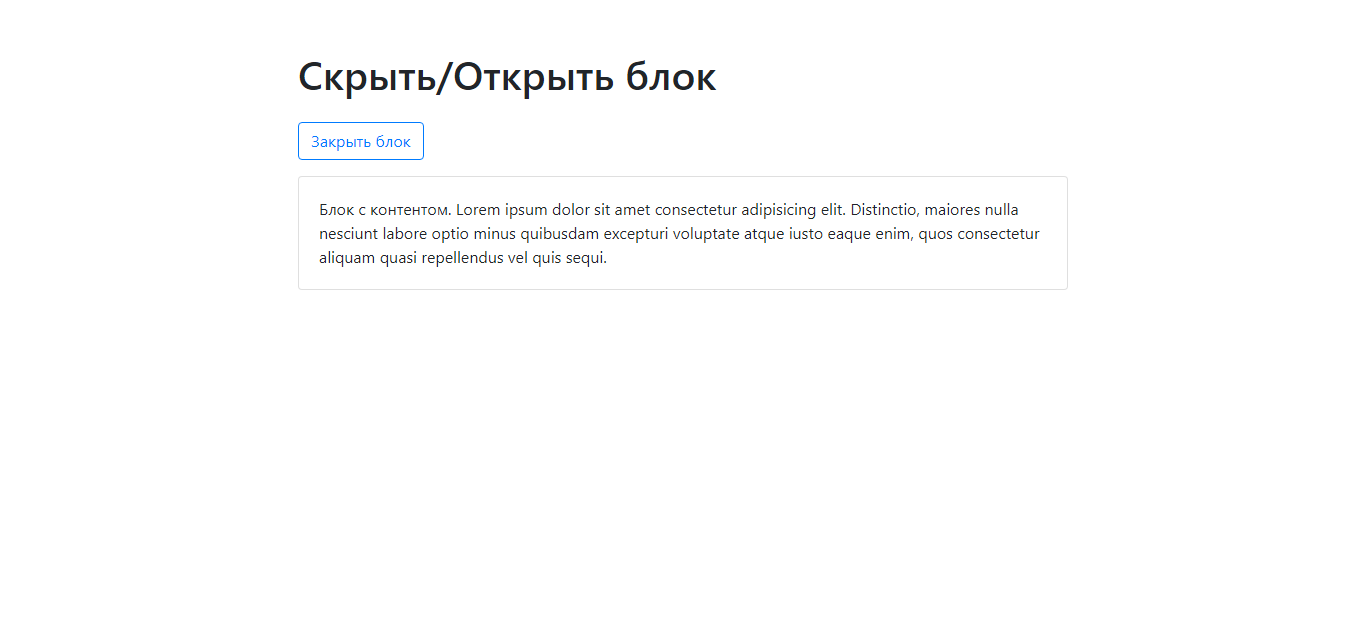 Скрыть/Открыть блок
Закрыть блок
Блок с контентом. Lorem ipsum dolor sit amet consectetur adipisicing elit. Distinctio, maiores nulla
nesciunt labore optio minus quibusdam excepturi voluptate atque iusto eaque enim, quos consectetur
aliquam quasi repellendus vel quis sequi.